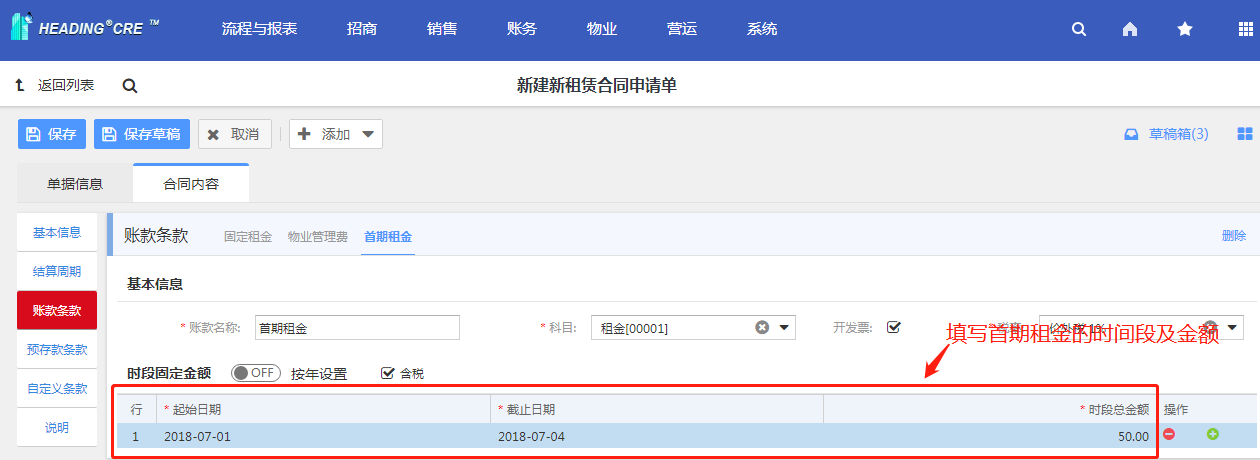 HEADING®CRE ™ 流程与报表 招商 销售 账务 物业 营运 系统
返回列表 新建新租赁合同申请单
保存 保存草稿 取消 添加 草稿箱(3)
单据信息 合同内容
基本信息
结算周期
账款条款
预存款条款
自定义条款
说明
账款条款 固定租金 物业管理费 首期租金 删除
基本信息
* 账款名称: 首期租金 * 科目: 租金[00001] 开发票:
填写首期租金的时间段及金额
时段固定金额 OFF 按年设置 含税
行 * 起始日期 * 截止日期 * 时段总金额 操作
1 2018-07-01 2018-07-04 50.00